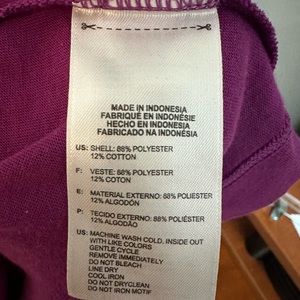 MADE IN INDONESIA
FABRIQUÉ EN INDONÉSIE
HECHO EN INDONESIA
FABRICADO NA INDONÉSIA
US: SHELL: 88% POLYESTER
12% COTTON
F: VESTE: 88% POLYESTER
12% COTON
E: MATERIAL EXTERNO: 88% POLIÉSTER
12% ALGODÓN
P: TECIDO EXTERNO: 88% POLIÉSTER
12% ALGODÃO
US: MACHINE WASH COLD, INSIDE OUT
WITH LIKE COLORS
GENTLE CYCLE
REMOVE IMMEDIATELY
DO NOT BLEACH
LINE DRY
COOL IRON
DO NOT DRYCLEAN
DO NOT IRON MOTIF